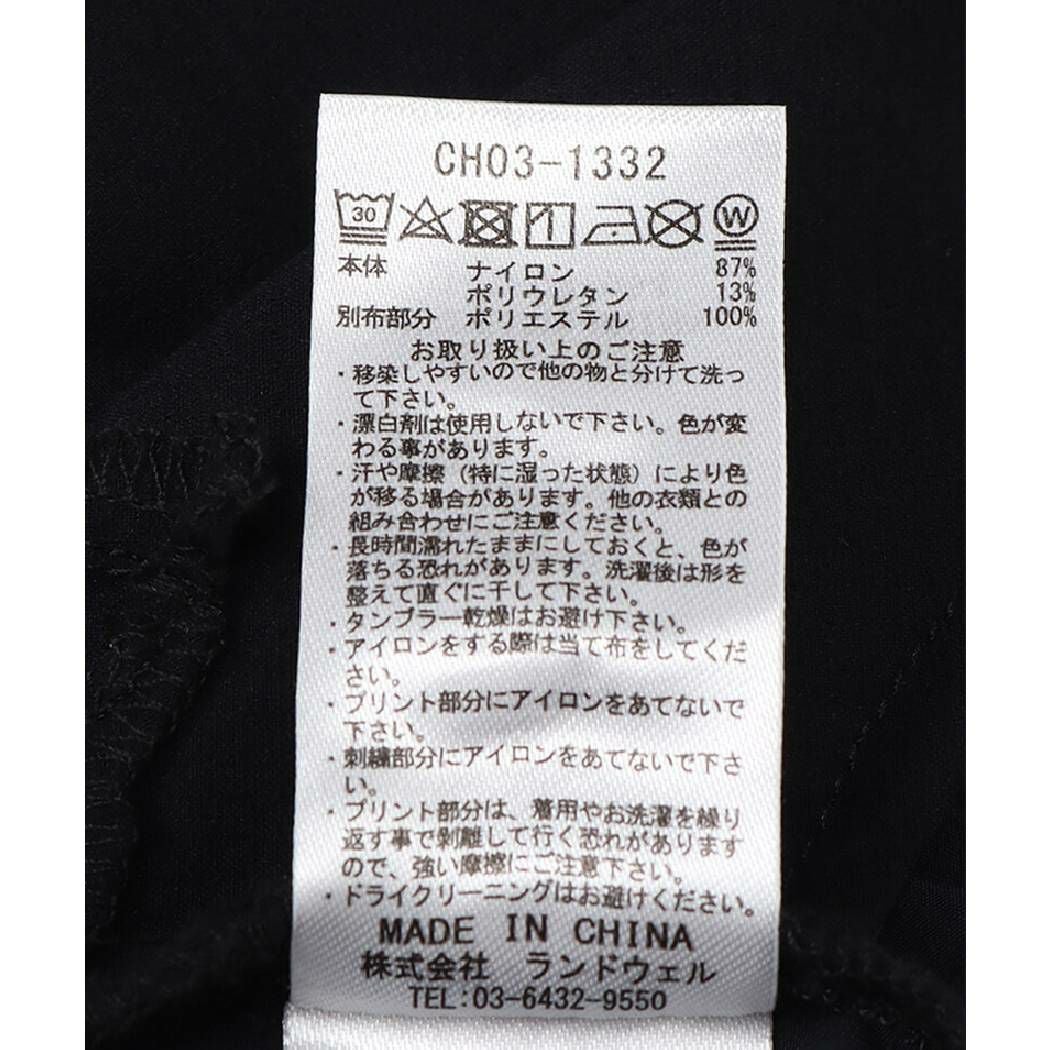 CH03-1332
30 W
本体 ナイロン 87%
ポリウレタン 13%
別布部分 ポリエステル 100%
お取り扱い上のご注意
・移染しやすいので他の物と分けて洗っ
て下さい。
・漂白剤は使用しないで下さい。色が変
わる事があります。
・汗や摩擦（特に湿った状態）により色
が移る場合があります。他の衣類との
組み合わせにご注意ください。
・長時間濡れたままにしておくと、色が
落ちる恐れがあります。洗濯後は形を
整えて直ぐに干して下さい。
・タンブラー乾燥はお避け下さい。
・アイロンをする際は当て布をしてくだ
さい。
・プリント部分にアイロンをあてないで
下さい。
・刺繍部分にアイロンをあてないで下さ
い。
・プリント部分は、着用やお洗濯を繰り
返す事で剥離して行く恐れがあります
ので、強い摩擦にご注意下さい。
・ドライクリーニングはお避けください。
MADE IN CHINA
株式会社 ランドウェル
TEL:03-6432-9550